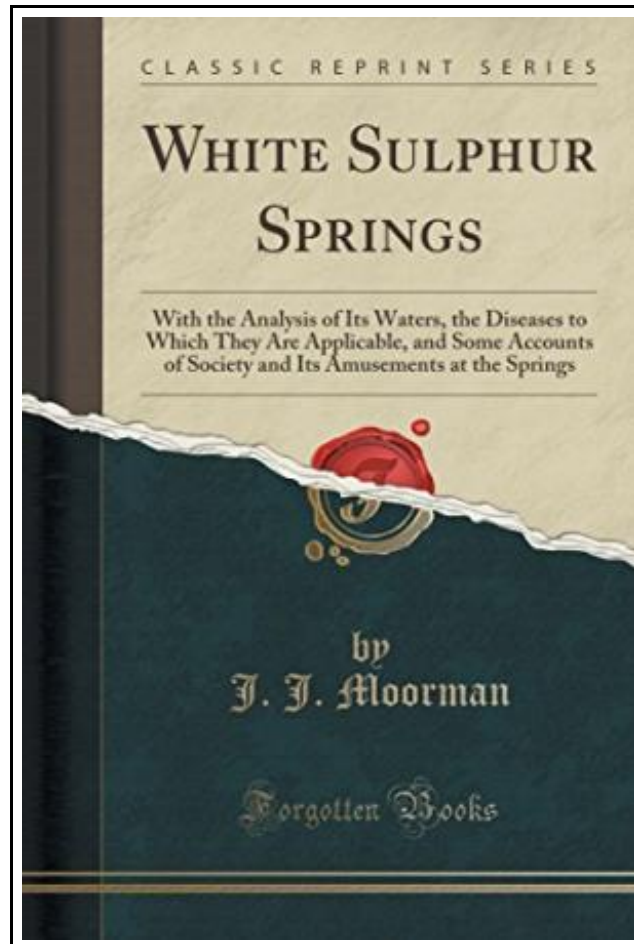 CLASSIC REPRINT SERIES
WHITE SULPHUR
SPRINGS
With the Analysis of Its Waters, the Diseases to
Which They Are Applicable, and Some Accounts
of Society and Its Amusements at the Springs
by
J. J. Moorman
Forgotten Books